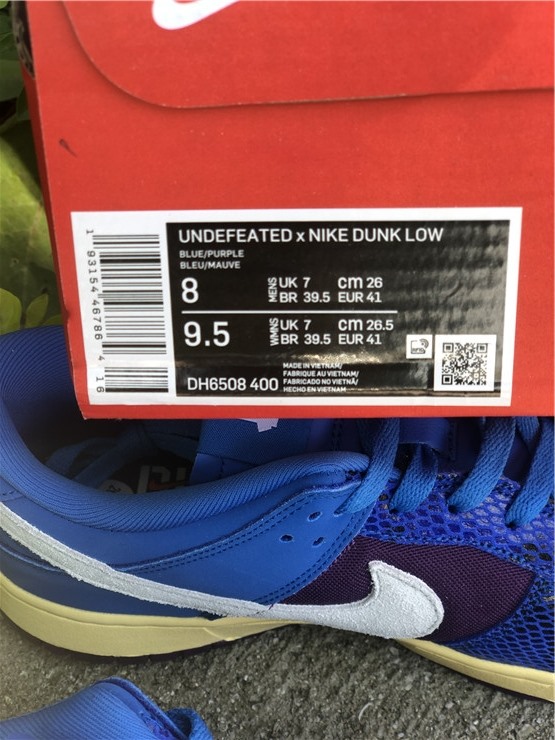 UNDEFEATED x NIKE DUNK LOW
BLUE/PURPLE
BLEU/MAUVE
8
MENS
UK 7 cm 26
BR 39.5 EUR 41
9.5
WMNS
UK 7 cm 26.5
BR 39.5 EUR 41
DH6508 400
MADE IN VIETNAM/
FABRIQUE AU VIETNAM/
FABRICADO NO VIETNÃ/
HECHO EN VIETNAM
1 93154 46786 4 16